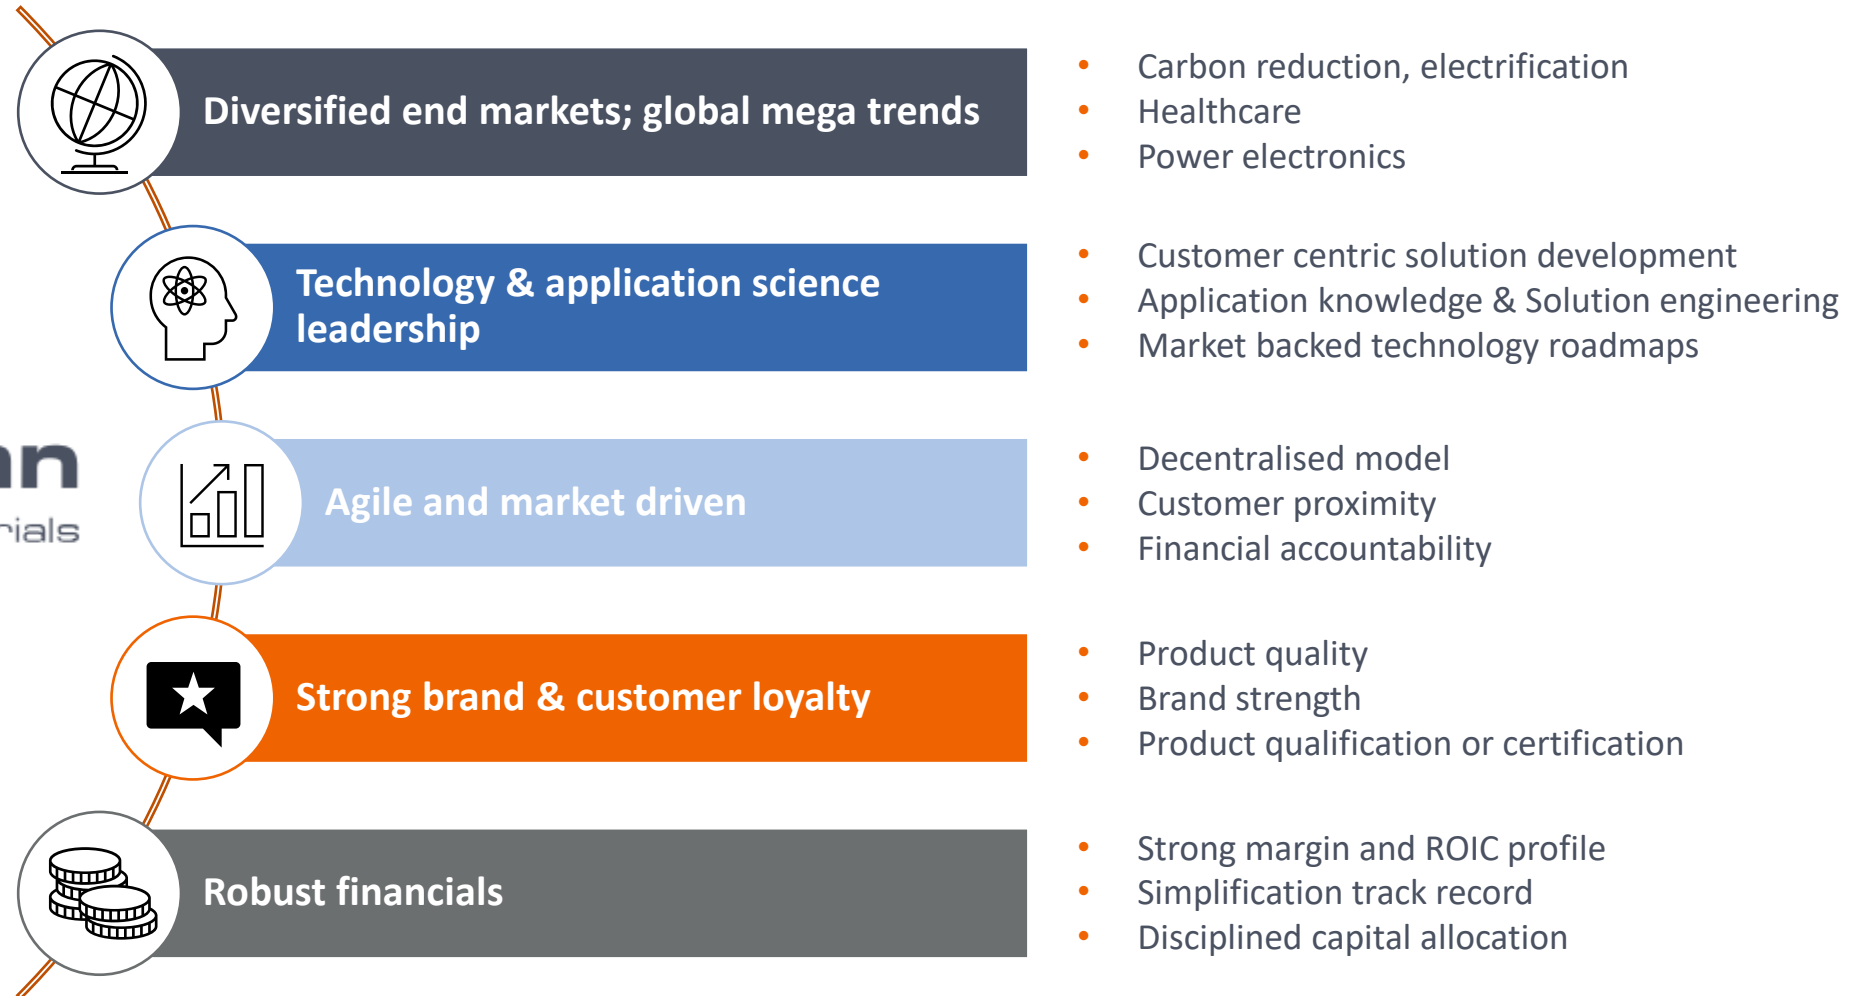 Diversified end markets; global mega trends
• Carbon reduction, electrification
• Healthcare
• Power electronics
Technology & application science
leadership
• Customer centric solution development
• Application knowledge & Solution engineering
• Market backed technology roadmaps
an
rials
Agile and market driven
• Decentralised model
• Customer proximity
• Financial accountability
Strong brand & customer loyalty
• Product quality
• Brand strength
• Product qualification or certification
Robust financials
• Strong margin and ROIC profile
• Simplification track record
• Disciplined capital allocation